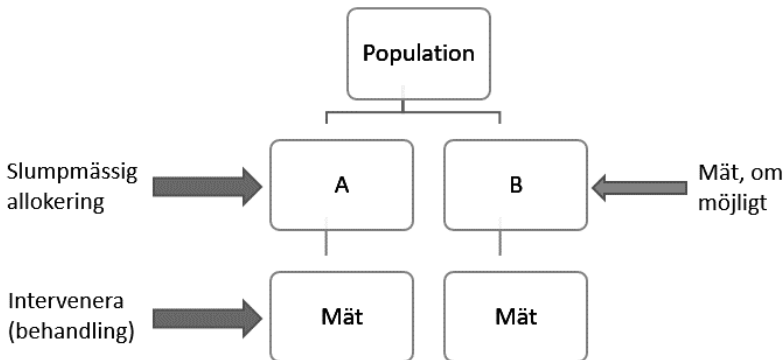 Population
Slumpmässig
allokering
A
B
Mät, om
möjligt
Intervenera
(behandling)
Mät
Mät